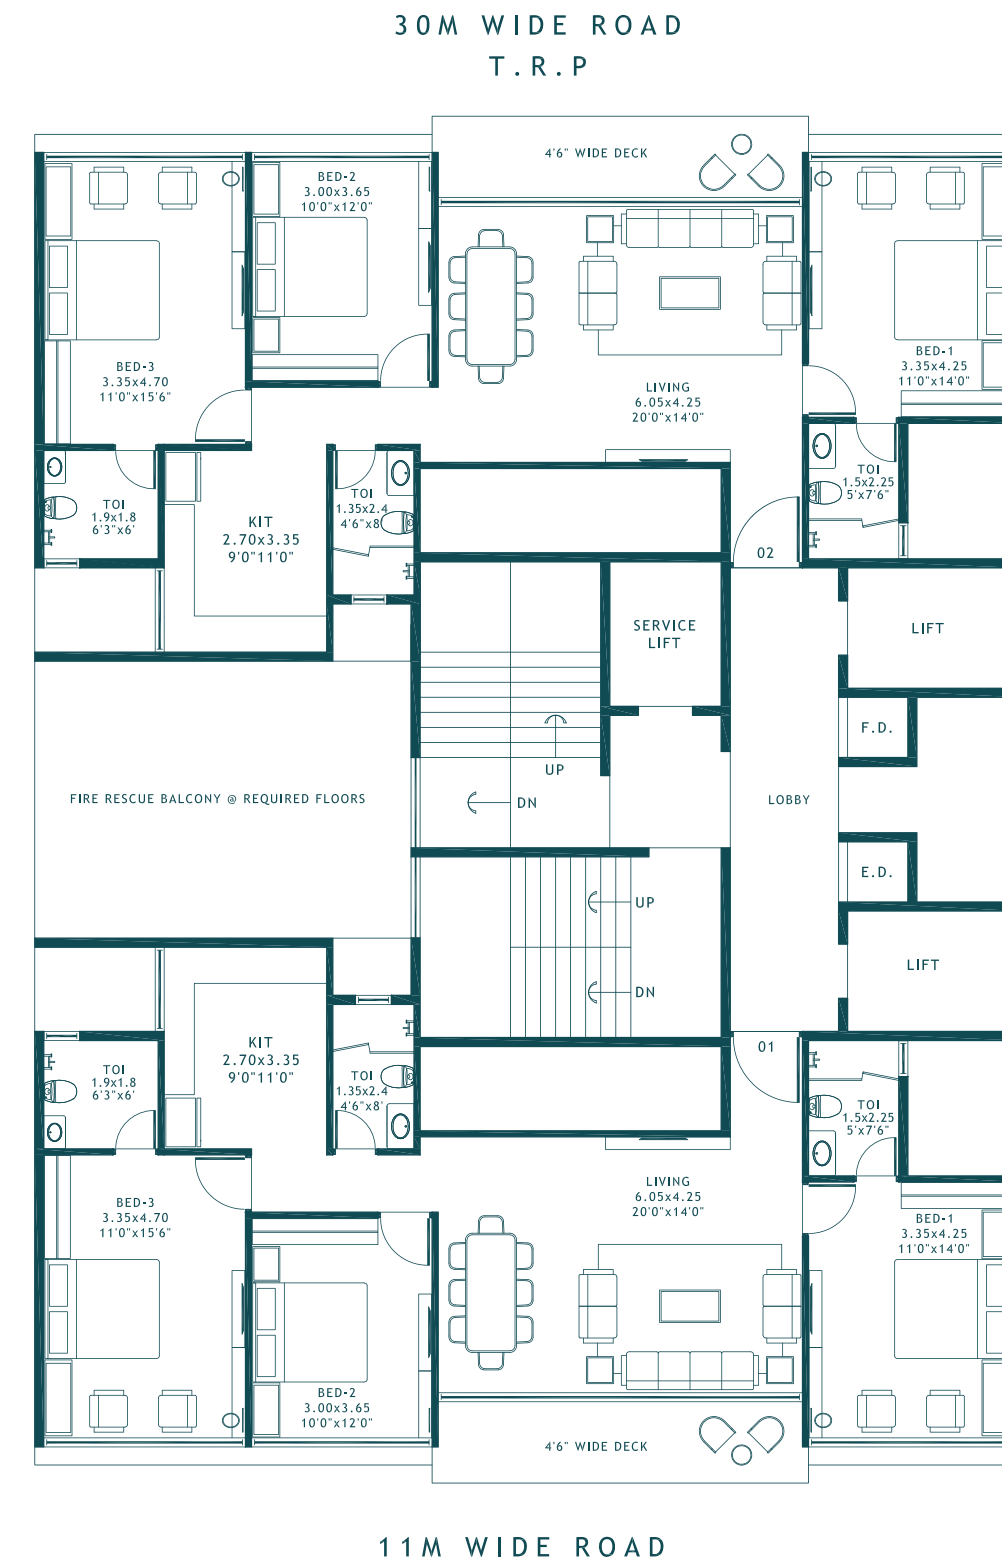 30M WIDE ROAD
T.R.P
4'6" WIDE DECK
BED-2
3.00x3.65
10'0"x12'0"
BED-3
3.35x4.70
11'0"x15'6"
BED-1
3.35x4.25
11'0"x14'0"
LIVING
6.05x4.25
20'0"x14'0"
TOI
1.9x1.8
6'3"x6'
KIT
2.70x3.35
9'0"11'0"
TOI
1.35x2.4
4'6"x8'
TOI
1.5x2.25
5'x7'6"
02
SERVICE
LIFT
LIFT
F.D.
UP
DN
FIRE RESCUE BALCONY @ REQUIRED FLOORS
LOBBY
E.D.
UP
DN
LIFT
01
KIT
2.70x3.35
9'0"11'0"
TOI
1.9x1.8
6'3"x6'
TOI
1.35x2.4
4'6"x8'
TOI
1.5x2.25
5'x7'6"
BED-3
3.35x4.70
11'0"x15'6"
LIVING
6.05x4.25
20'0"x14'0"
BED-1
3.35x4.25
11'0"x14'0"
BED-2
3.00x3.65
10'0"x12'0"
4'6" WIDE DECK
11M WIDE ROAD